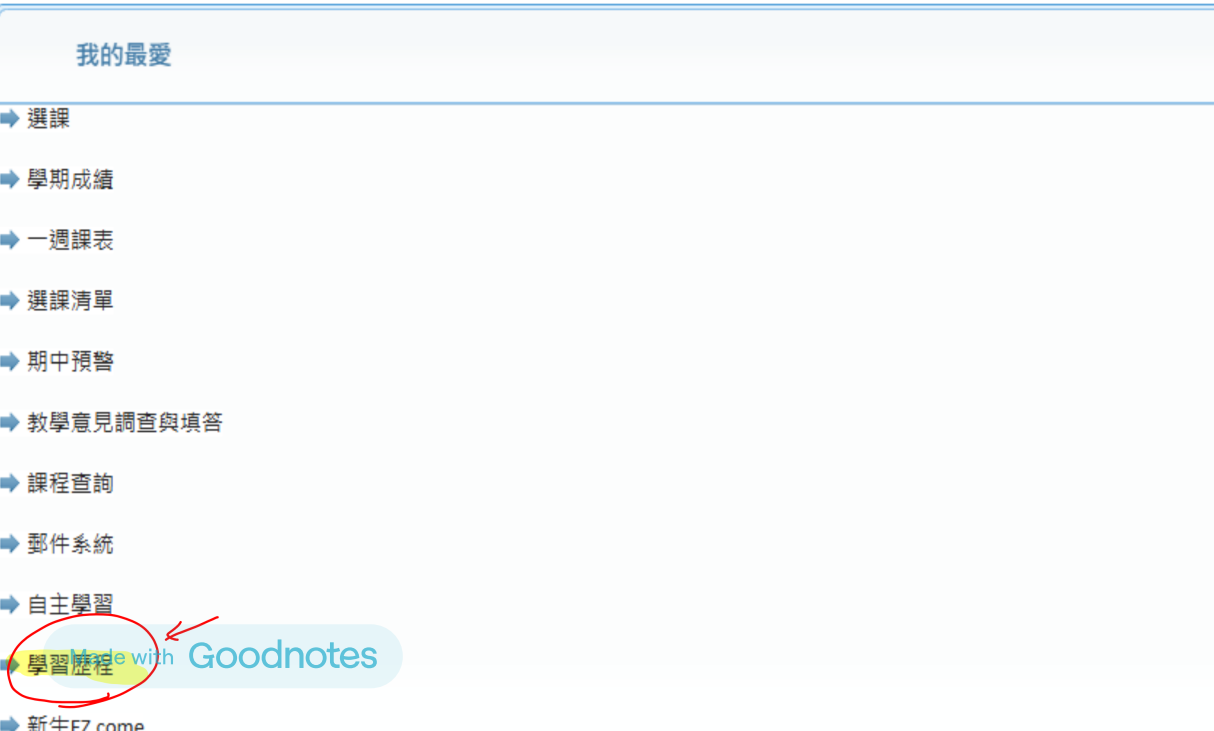 我的最愛
選課
學期成績
一週課表
選課清單
期中預警
教學意見調查與填答
課程查詢
郵件系統
自主學習
Made with Goodnotes
學習歷程
新生EZ come